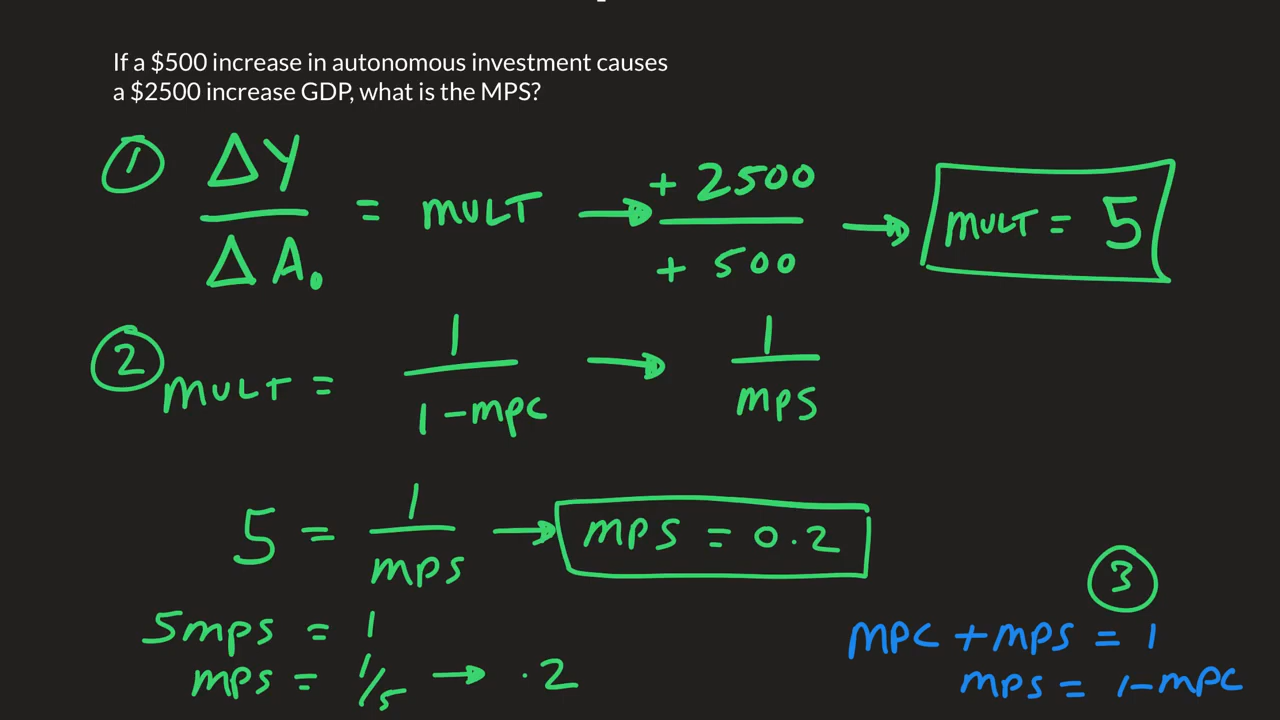 If a $500 increase in autonomous investment causes
a $2500 increase GDP, what is the MPS?
① ΔY / ΔA₀ = MULT → +2500 / +500 → MULT = 5
② MULT = 1 / 1-MPC → 1 / MPS
5 = 1 / MPS → MPS = 0.2
5MPS = 1
MPS = 1/5 → .2
③
MPC + MPS = 1
MPS = 1-MPC